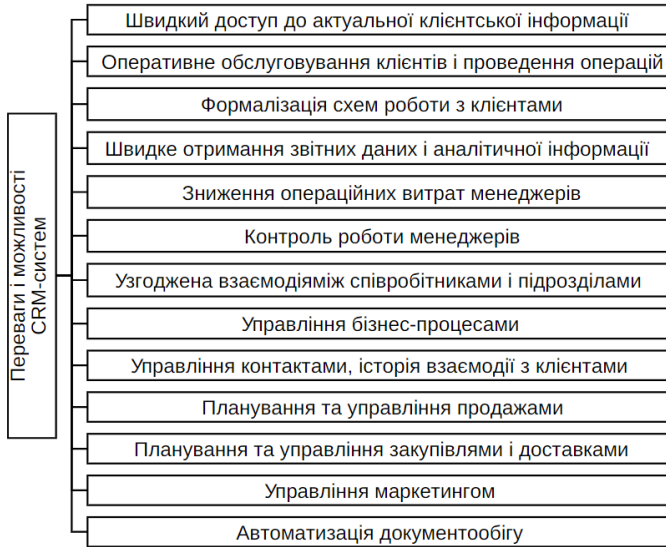 Переваги і можливості
CRM-систем
Швидкий доступ до актуальної клієнтської інформації
Оперативне обслуговування клієнтів і проведення операцій
Формалізація схем роботи з клієнтами
Швидке отримання звітних даних і аналітичної інформації
Зниження операційних витрат менеджерів
Контроль роботи менеджерів
Узгоджена взаємодіяміж співробітниками і підрозділами
Управління бізнес-процесами
Управління контактами, історія взаємодії з клієнтами
Планування та управління продажами
Планування та управління закупівлями і доставками
Управління маркетингом
Автоматизація документообігу